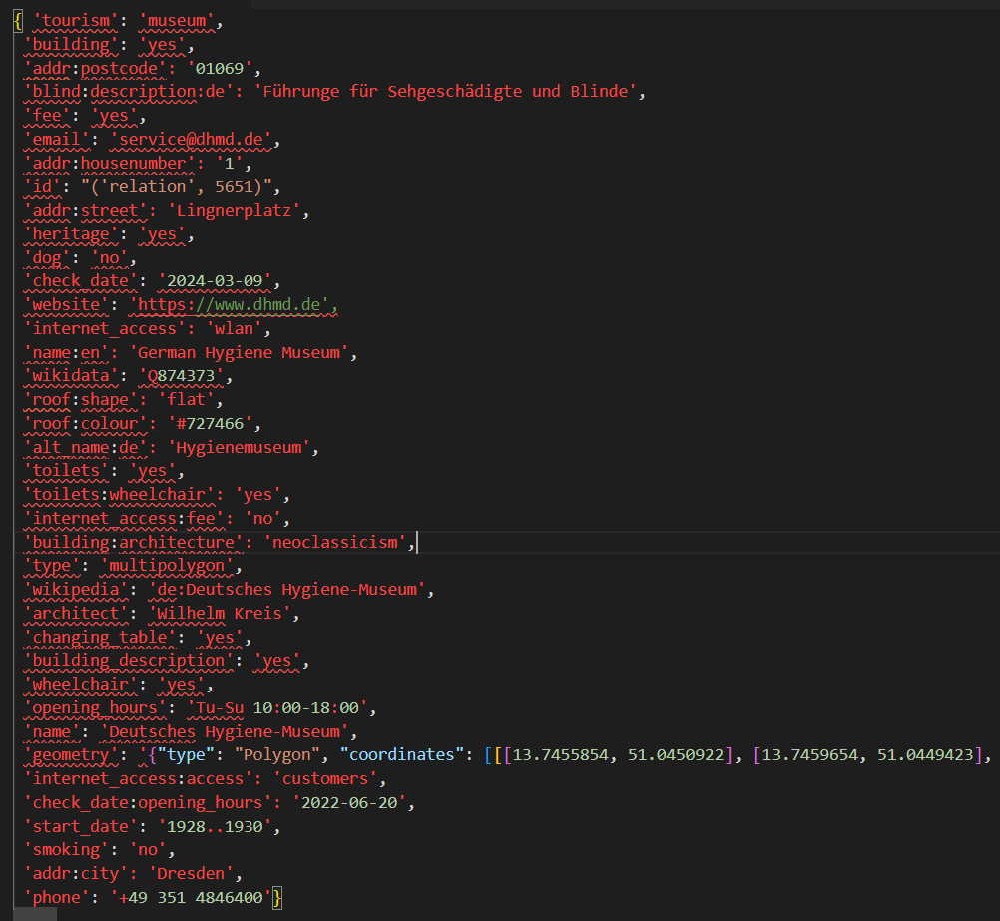 { 'tourism': 'museum',
'building': 'yes',
'addr:postcode': '01069',
'blind:description:de': 'Führunge für Sehgeschädigte und Blinde',
'fee': 'yes',
'email': 'service@dhmd.de',
'addr:housenumber': '1',
'id': "('relation', 5651)",
'addr:street': 'Lingnerplatz',
'heritage': 'yes',
'dog': 'no',
'check_date': '2024-03-09',
'website': 'https://www.dhmd.de',
'internet_access': 'wlan',
'name:en': 'German Hygiene Museum',
'wikidata': 'Q874373',
'roof:shape': 'flat',
'roof:colour': '#727466',
'alt_name:de': 'Hygienemuseum',
'toilets': 'yes',
'toilets:wheelchair': 'yes',
'internet_access:fee': 'no',
'building:architecture': 'neoclassicism',
'type': 'multipolygon',
'wikipedia': 'de:Deutsches Hygiene-Museum',
'architect': 'Wilhelm Kreis',
'changing_table': 'yes',
'building_description': 'yes',
'wheelchair': 'yes',
'opening_hours': 'Tu-Su 10:00-18:00',
'name': 'Deutsches Hygiene-Museum',
'geometry': '{"type": "Polygon", "coordinates": [[[13.7455854, 51.0450922], [13.7459654, 51.0449423],
'internet_access:access': 'customers',
'check_date:opening_hours': '2022-06-20',
'start_date': '1928..1930',
'smoking': 'no',
'addr:city': 'Dresden',
'phone': '+49 351 4846400'}